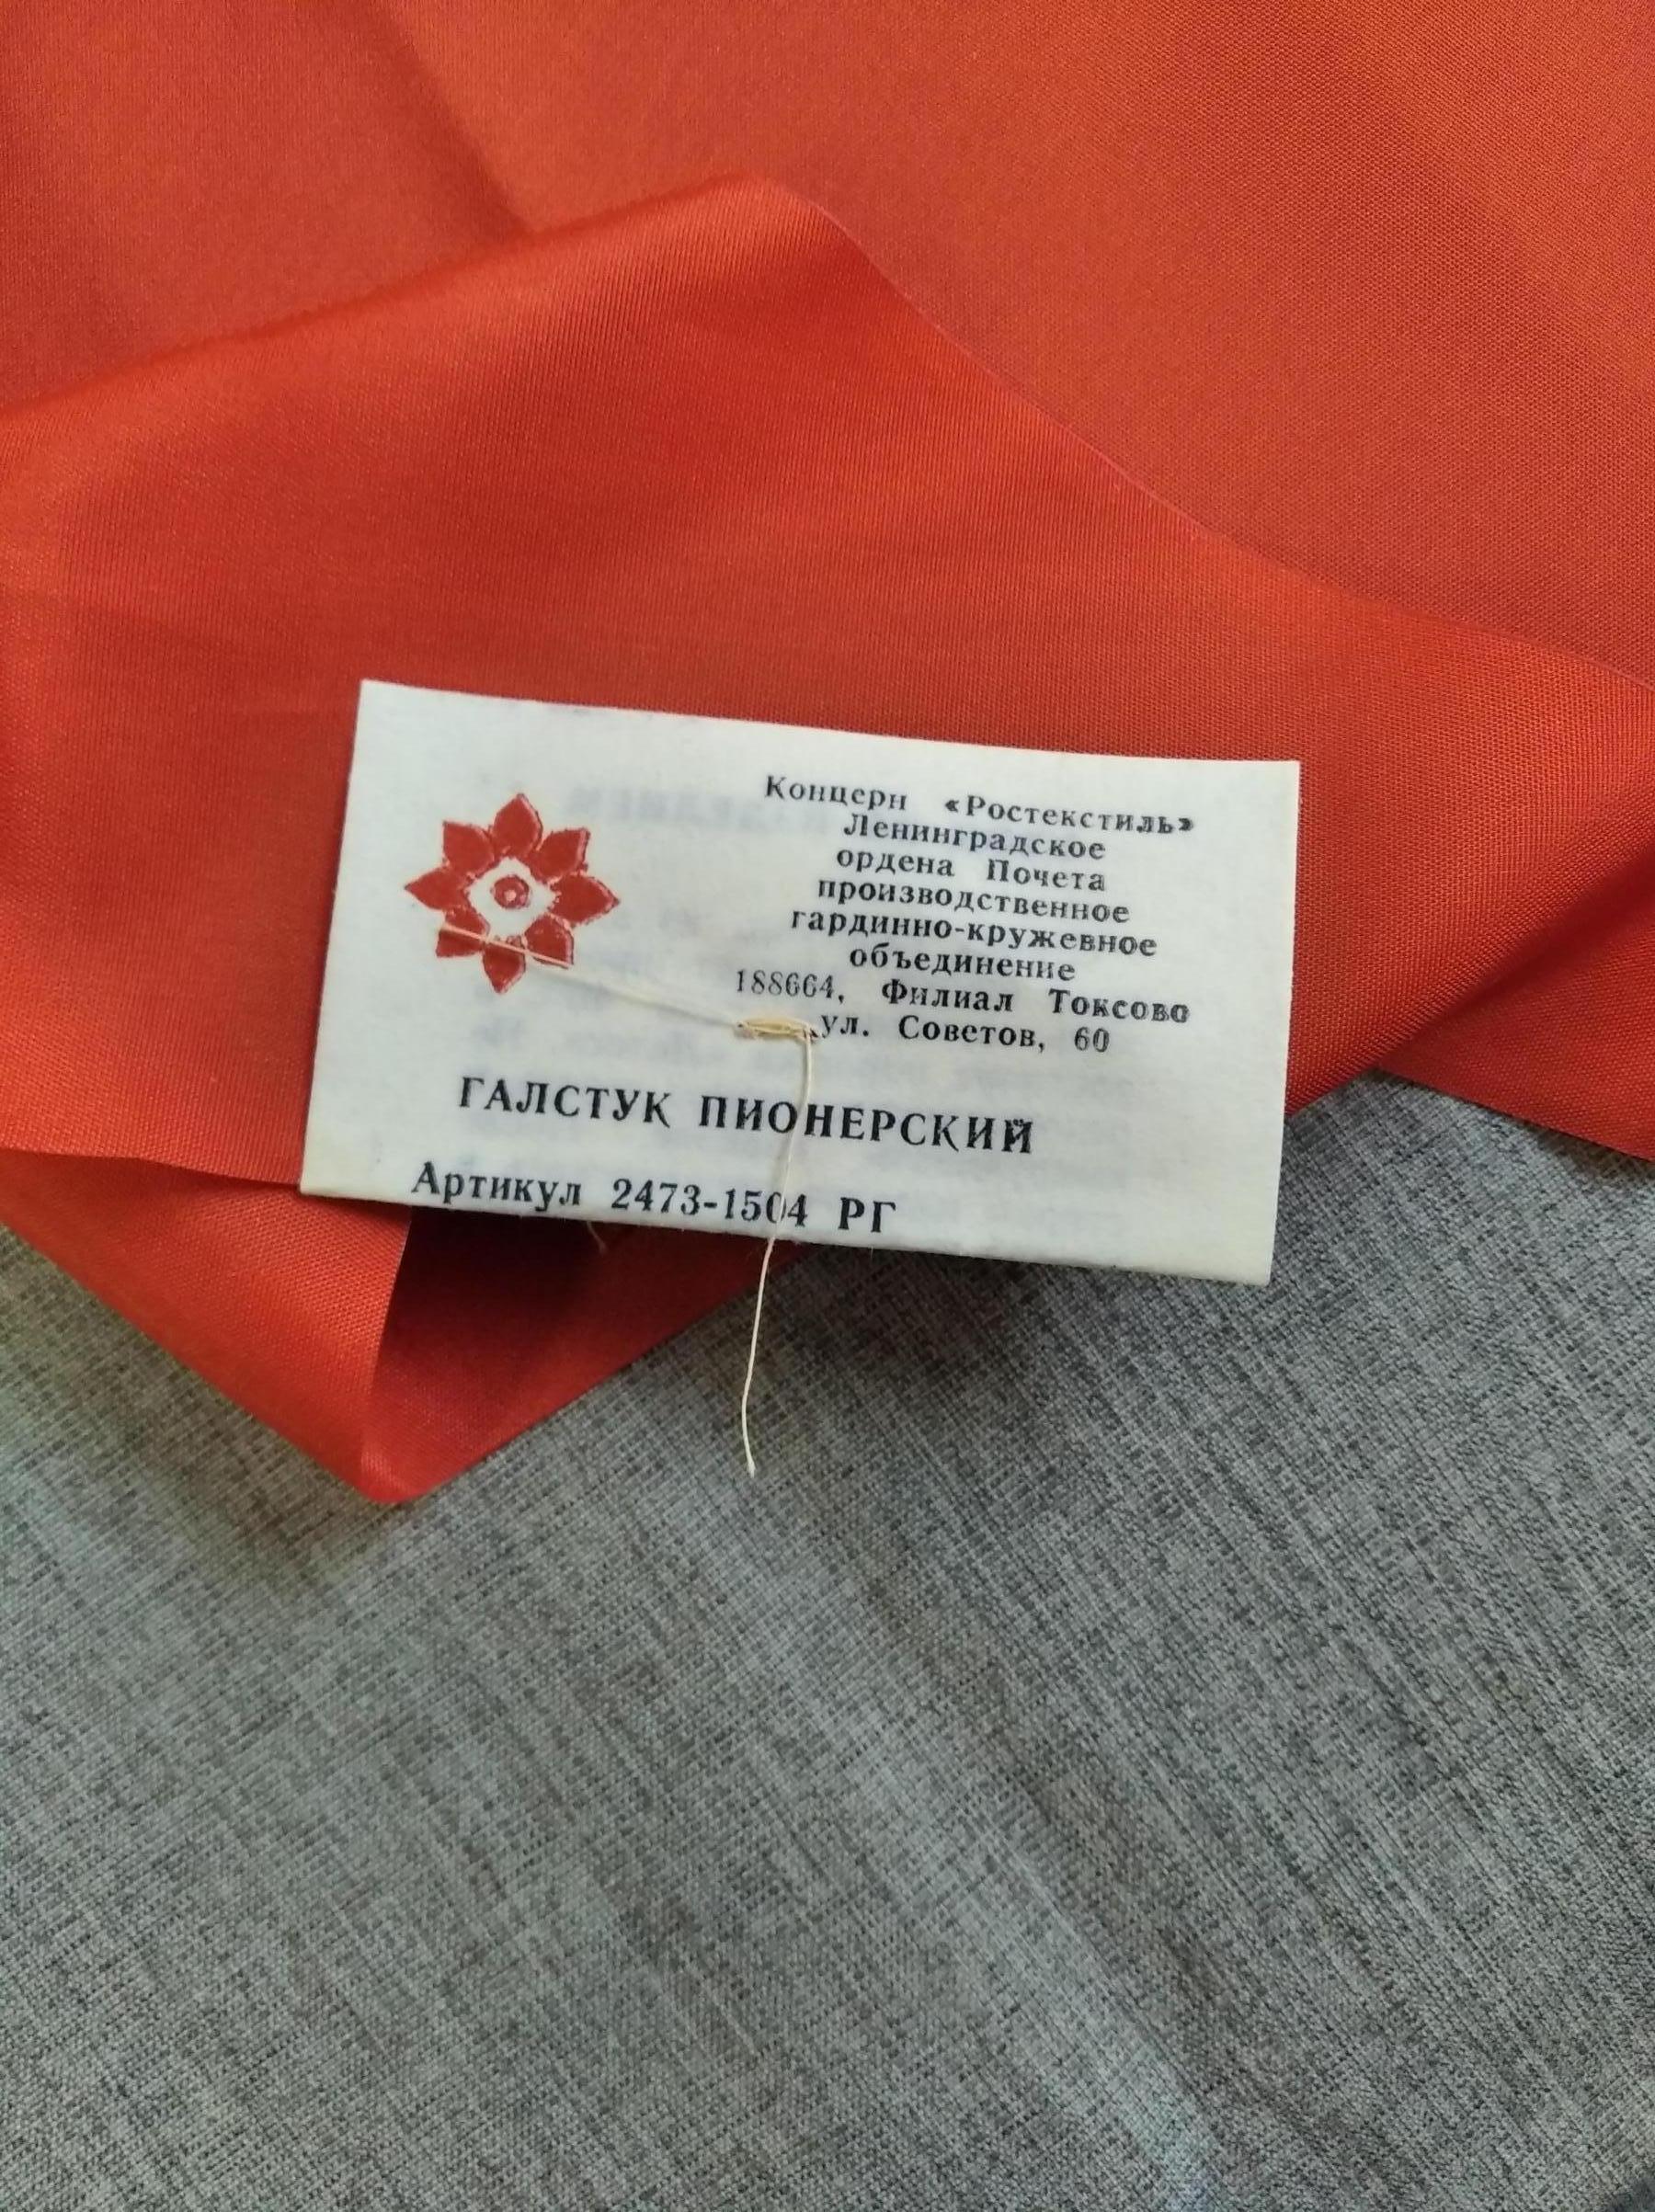 Концерн «Ростекстиль»
Ленинградское
ордена Почета
производственное
гардинно-кружевное
объединение
188664, Филиал Токсово
ул. Советов, 60
ГАЛСТУК ПИОНЕРСКИЙ
Артикул 2473-1504 РГ